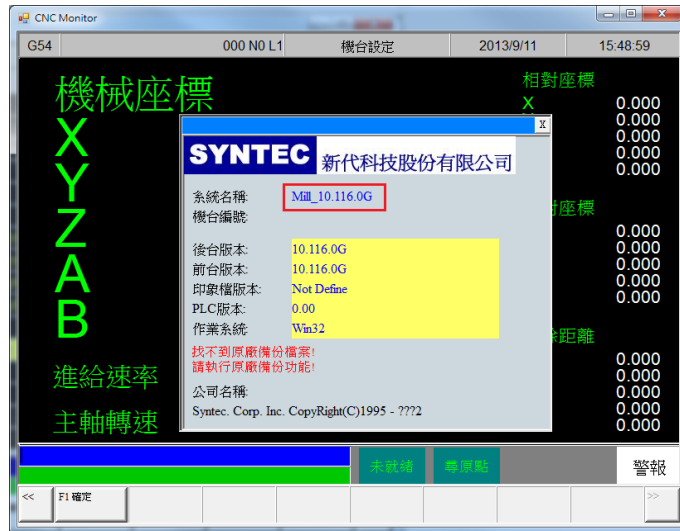 CNC Monitor
G54 000 N0 L1 機台設定 2013/9/11 15:48:59
機械座標
X
Y
Z
A
B
進給速率
主軸轉速
相對座標
X 0.000
0.000
0.000
0.000
0.000
對座標
0.000
0.000
0.000
0.000
0.000
餘距離
0.000
0.000
0.000
0.000
0.000
X
SYNTEC 新代科技股份有限公司
系統名稱: Mill_10.116.0G
機台編號:
後台版本: 10.116.0G
前台版本: 10.116.0G
印象檔版本: Not Define
PLC版本: 0.00
作業系統: Win32
找不到原廠備份檔案!
請執行原廠備份功能!
公司名稱:
Syntec. Corp. Inc. CopyRight(C)1995 - ???2
未就緒 尋原點 警報
<< F1 確定 >>